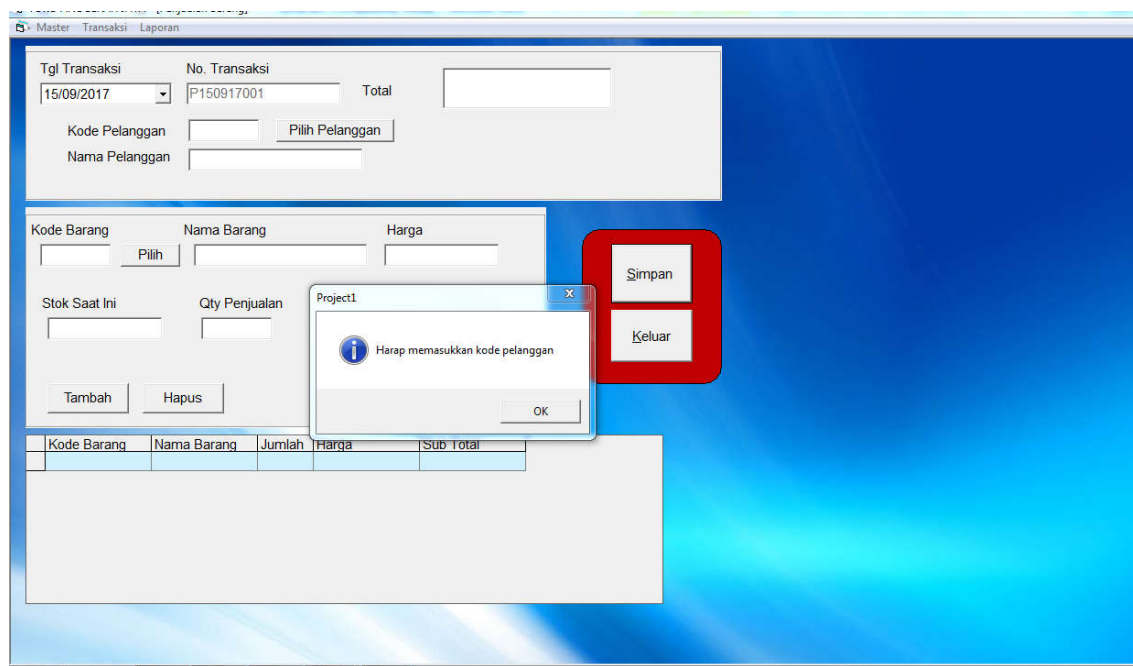 Master Transaksi Laporan
Tgl Transaksi No. Transaksi
15/09/2017 P150917001 Total
Kode Pelanggan Pilih Pelanggan
Nama Pelanggan
Kode Barang Nama Barang Harga
Pilih
Simpan
Stok Saat Ini Qty Penjualan
Project1
Harap memasukkan kode pelanggan
Keluar
Tambah Hapus
OK
Kode Barang Nama Barang Jumlah Harga Sub Total